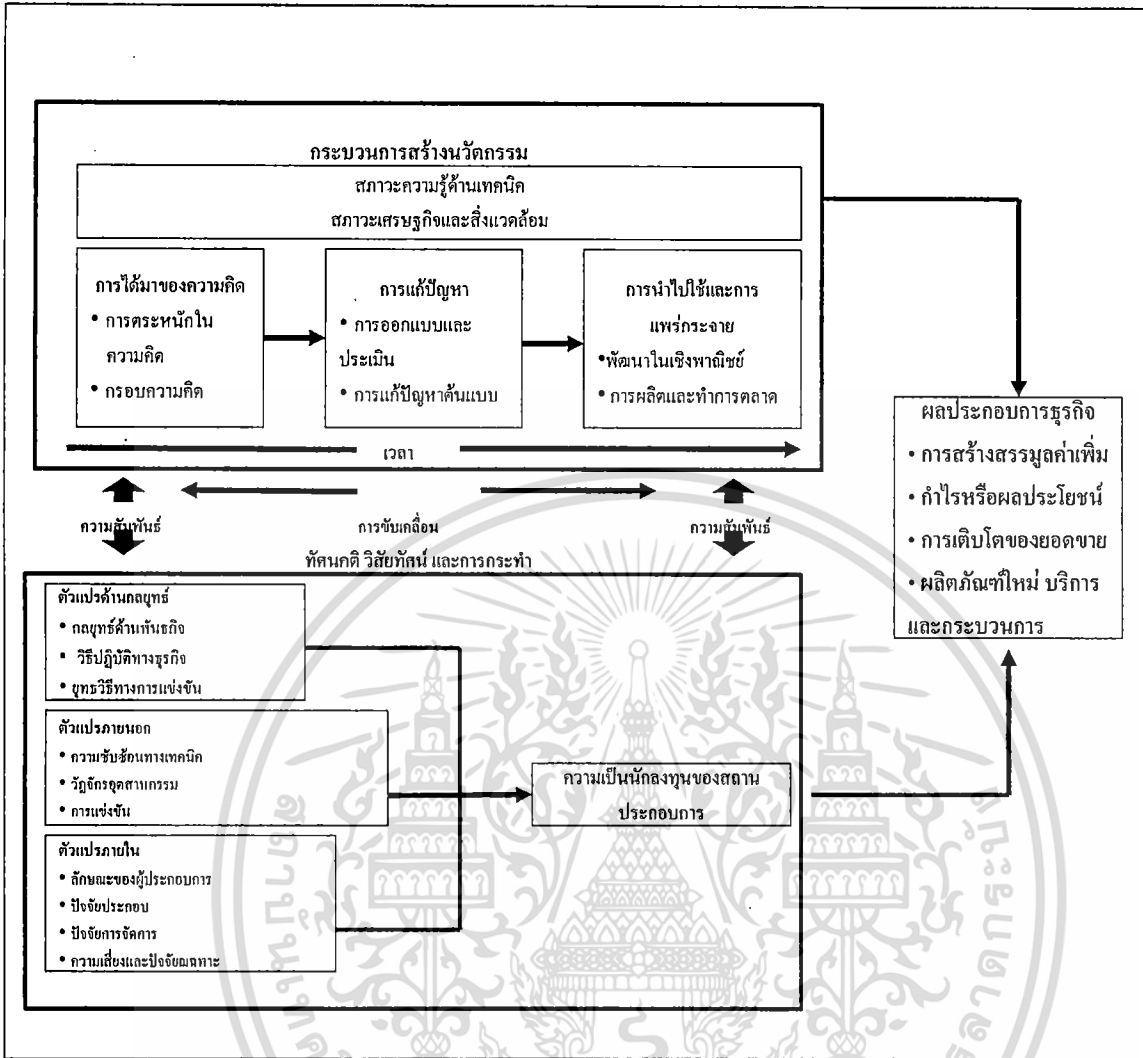 กระบวนการสร้างนวัตกรรม
สภาวะความรู้ด้านเทคนิค
สภาวะเศรษฐกิจและสิ่งแวดล้อม
การได้มาของความคิด
• การตระหนักใน
ความคิด
• กรอบความคิด
การแก้ปัญหา
• การออกแบบและ
ประเมิน
• การแก้ปัญหาต้นแบบ
การนำไปใช้และการ
แพร่กระจาย
•พัฒนาในเชิงพาณิชย์
• การผลิตและทำการตลาด
เวลา
ความสัมพันธ์
การขับเคลื่อน
ความสัมพันธ์
ทัศนคติ วิสัยทัศน์ และการกระทำ
ตัวแปรด้านกลยุทธ์
• กลยุทธ์ด้านพันธกิจ
• วิธีปฏิบัติทางธุรกิจ
• ยุทธวิธีทางการแข่งขัน
ตัวแปรภายนอก
• ความซับซ้อนทางเทคนิค
• วัฏจักรอุตสาหกรรม
• การแข่งขัน
ตัวแปรภายใน
• ลักษณะของผู้ประกอบการ
• ปัจจัยประกอบ
• ปัจจัยการจัดการ
• ความเสี่ยงและปัจจัยเฉพาะ
ความเป็นนักลงทุนของสถาน
ประกอบการ
ผลประกอบการธุรกิจ
• การสร้างสรรมูลค่าเพิ่ม
• กำไรหรือผลประโยชน์
• การเติบโตของยอดขาย
• ผลิตภัณฑ์ใหม่ บริการ
และกระบวนการ